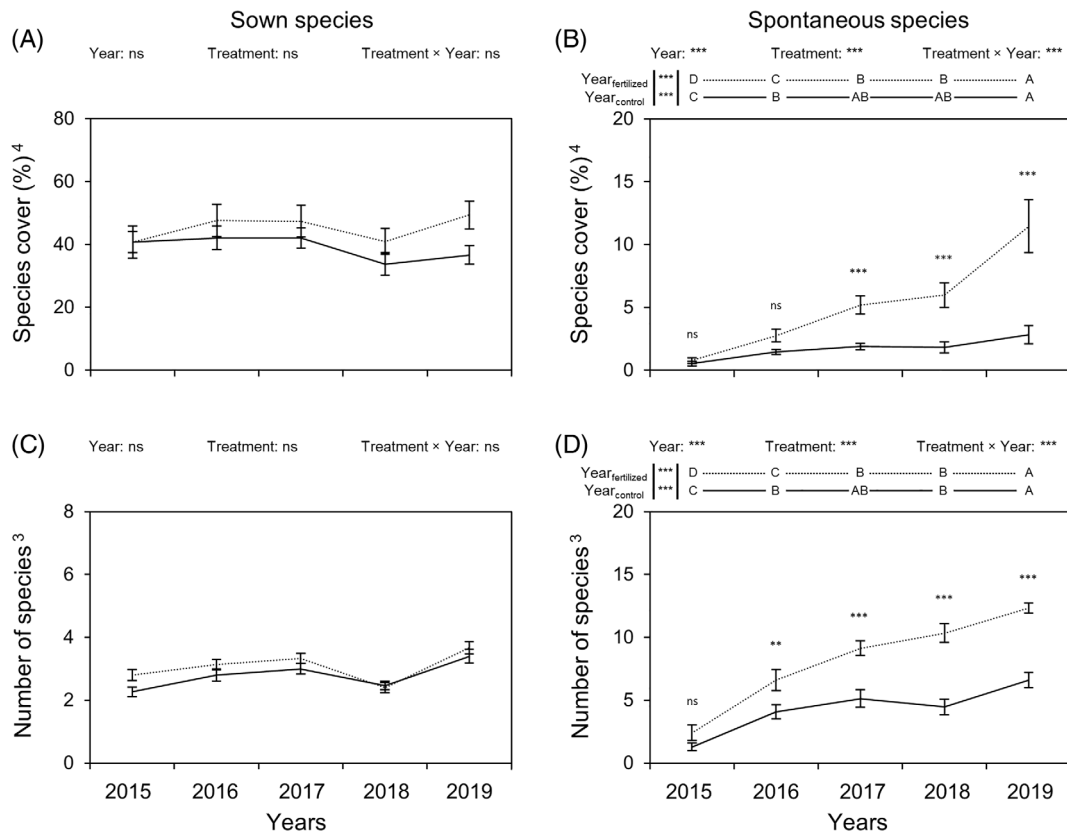 Sown species
Spontaneous species
(A)
Year: ns Treatment: ns Treatment × Year: ns
Species cover (%)4
80
60
40
20
0
(B)
Year: *** Treatment: *** Treatment × Year: ***
Yearfertilized *** D C B B A
Yearcontrol *** C B AB AB A
Species cover (%)4
20
15
10
5
0
ns
ns
***
***
***
(C)
Year: ns Treatment: ns Treatment × Year: ns
Number of species3
8
6
4
2
0
2015 2016 2017 2018 2019
Years
(D)
Year: *** Treatment: *** Treatment × Year: ***
Yearfertilized *** D C B B A
Yearcontrol *** C B AB B A
Number of species3
20
15
10
5
0
ns
**
***
***
***
2015 2016 2017 2018 2019
Years